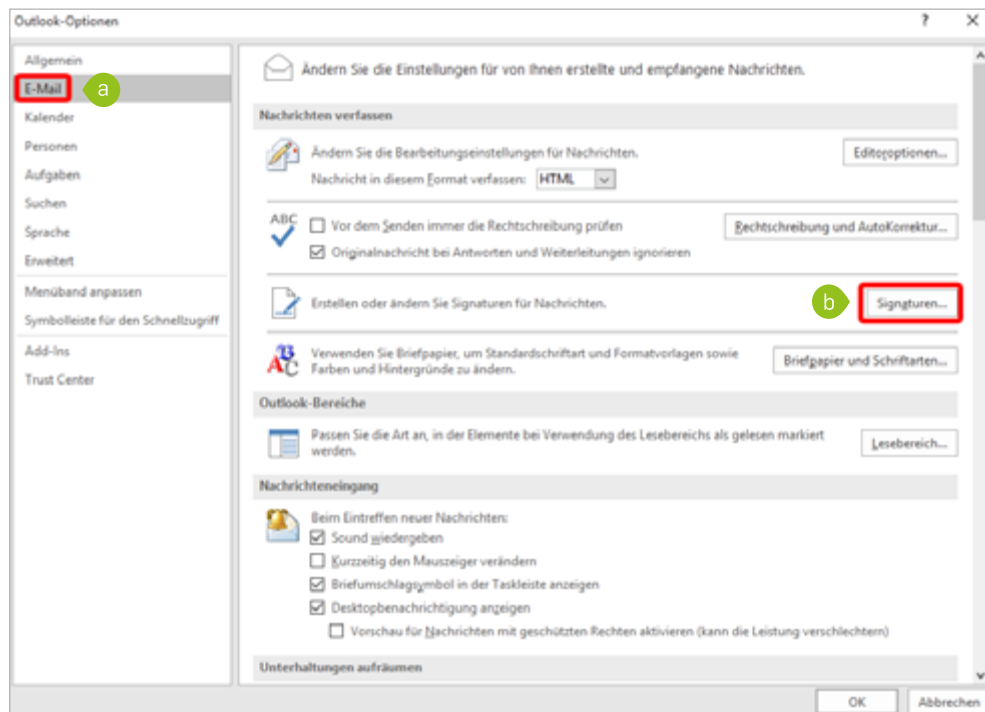 Outlook-Optionen
? ×
Allgemein
E-Mail a
Kalender
Personen
Aufgaben
Suchen
Sprache
Erweitert
Menüband anpassen
Symbolleiste für den Schnellzugriff
Add-Ins
Trust Center
Ändern Sie die Einstellungen für von Ihnen erstellte und empfangene Nachrichten.
Nachrichten verfassen
Ändern Sie die Bearbeitungseinstellungen für Nachrichten. Editoroptionen...
Nachricht in diesem Format verfassen: HTML
ABC Vor dem Senden immer die Rechtschreibung prüfen Rechtschreibung und AutoKorrektur...
Originalnachricht bei Antworten und Weiterleitungen ignorieren
Erstellen oder ändern Sie Signaturen für Nachrichten. b Signaturen...
Verwenden Sie Briefpapier, um Standardschriftart und Formatvorlagen sowie
Farben und Hintergründe zu ändern. Briefpapier und Schriftarten...
Outlook-Bereiche
Passen Sie die Art an, in der Elemente bei Verwendung des Lesebereichs als gelesen markiert
werden. Lesebereich...
Nachrichteneingang
Beim Eintreffen neuer Nachrichten:
Sound wiedergeben
Kurzzeitig den Mauszeiger verändern
Briefumschlagsymbol in der Taskleiste anzeigen
Desktopbenachrichtigung anzeigen
Vorschau für Nachrichten mit geschützten Rechten aktivieren (kann die Leistung verschlechtern)
Unterhaltungen aufräumen
OK Abbrechen